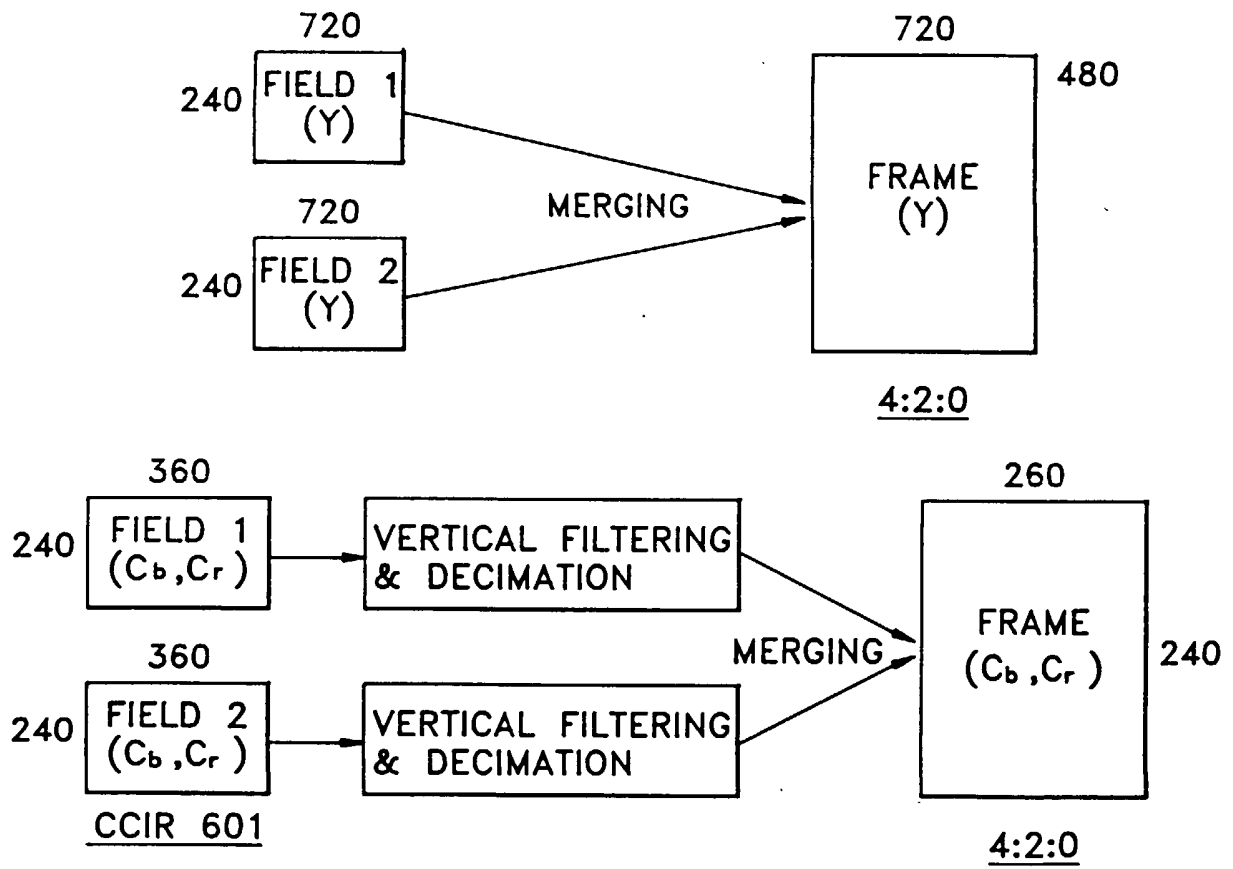 720
240
FIELD 1
(Y)
720
240
FIELD 2
(Y)
MERGING
720
480
FRAME
(Y)
4:2:0
360
240
FIELD 1
(Cb,Cr)
VERTICAL FILTERING
& DECIMATION
360
240
FIELD 2
(Cb,Cr)
CCIR 601
VERTICAL FILTERING
& DECIMATION
MERGING
260
FRAME
(Cb,Cr)
240
4:2:0